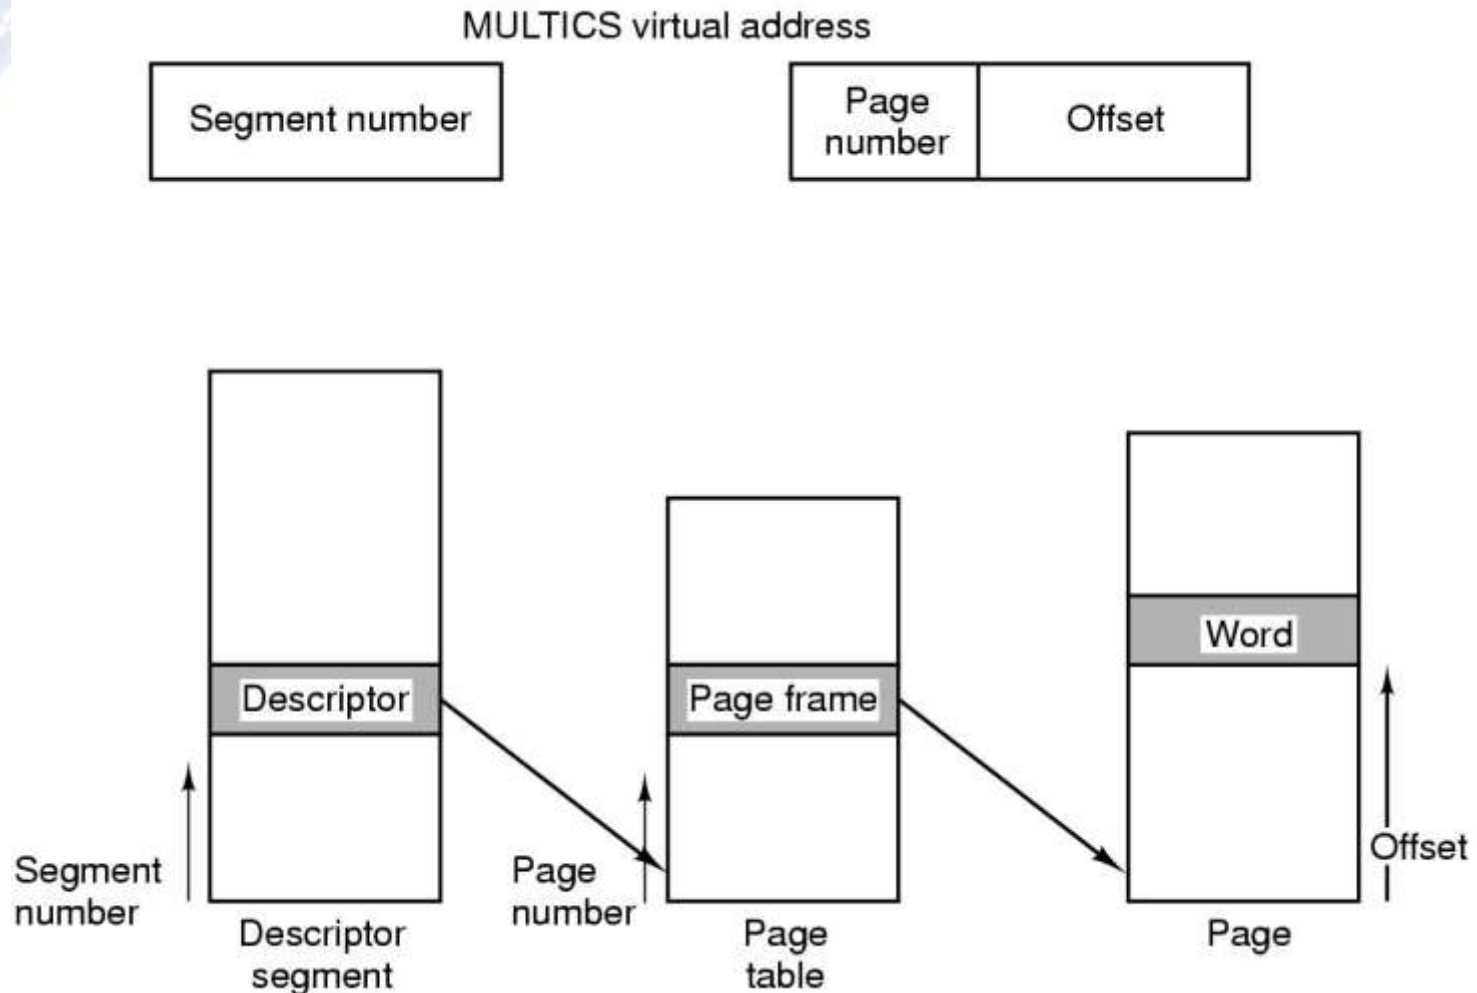 MULTICS virtual address
Segment number
Page
number
Offset
Descriptor
Page frame
Word
Segment
number
Page
number
Offset
Descriptor
segment
Page
table
Page